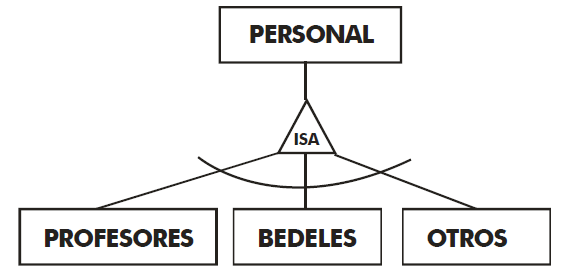 PERSONAL
ISA
PROFESORES
BEDELES
OTROS